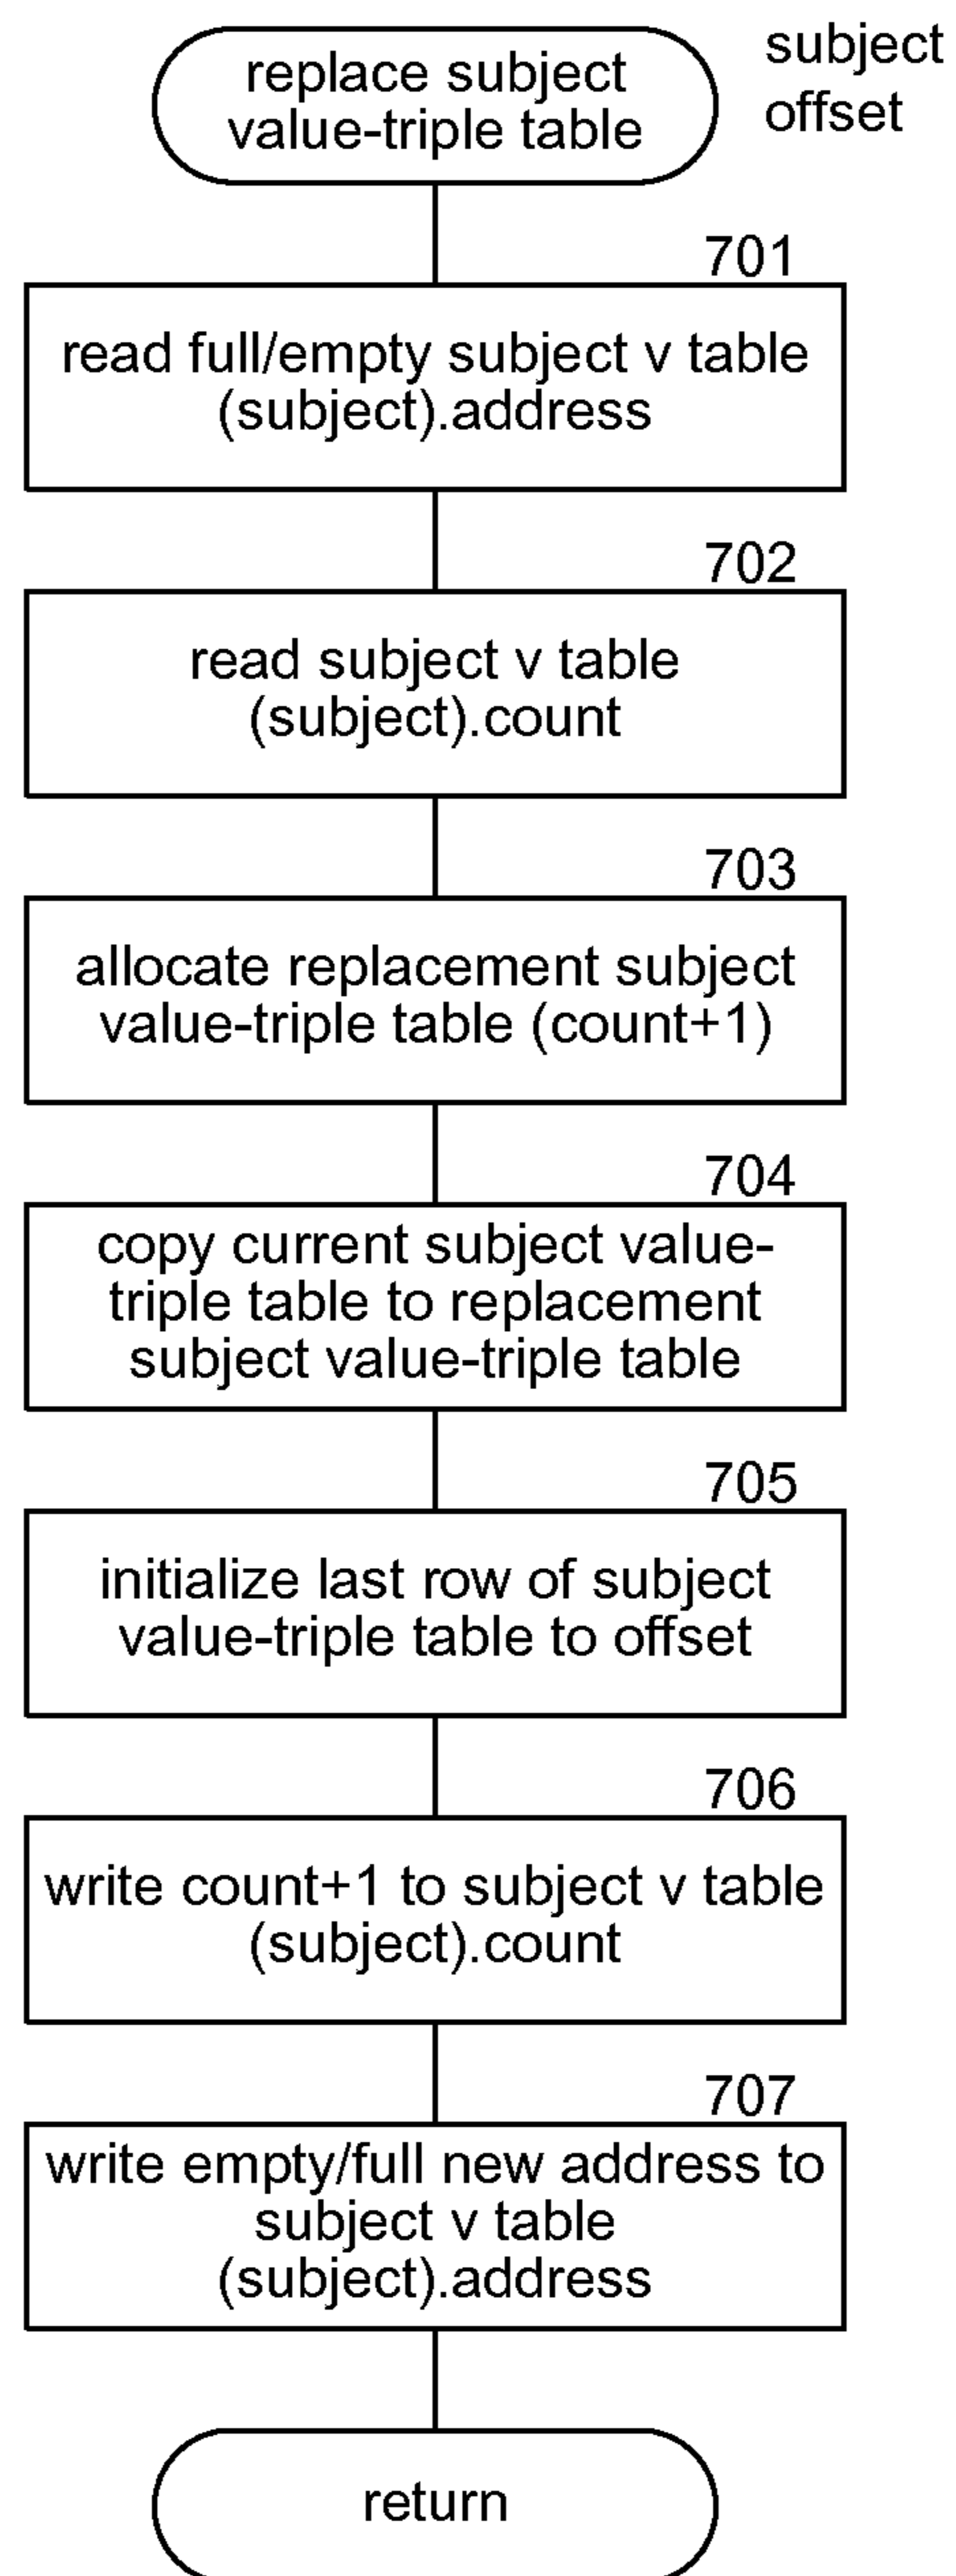 replace subject
value-triple table
subject
offset
701
read full/empty subject v table
(subject).address
702
read subject v table
(subject).count
703
allocate replacement subject
value-triple table (count+1)
704
copy current subject value-
triple table to replacement
subject value-triple table
705
initialize last row of subject
value-triple table to offset
706
write count+1 to subject v table
(subject).count
707
write empty/full new address to
subject v table
(subject).address
return